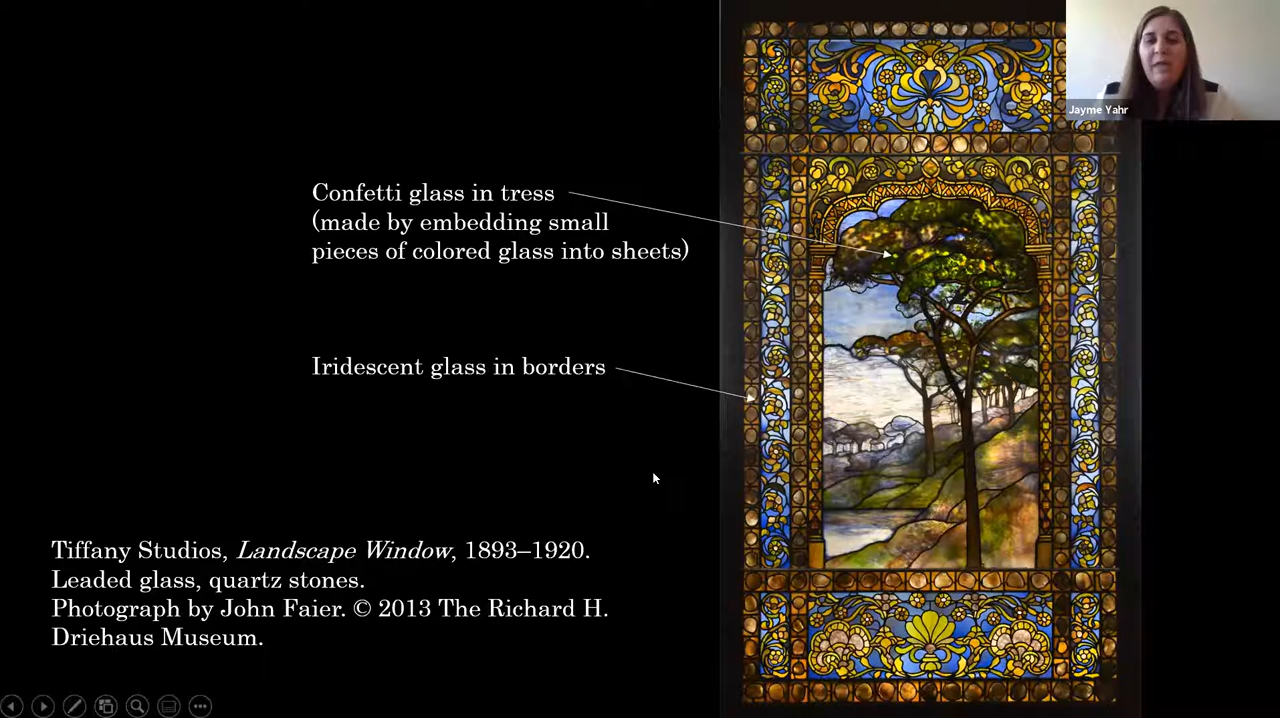 Jayme Yahr
Confetti glass in tress
(made by embedding small
pieces of colored glass into sheets)
Iridescent glass in borders
Tiffany Studios, Landscape Window, 1893–1920.
Leaded glass, quartz stones.
Photograph by John Faier. © 2013 The Richard H.
Driehaus Museum.